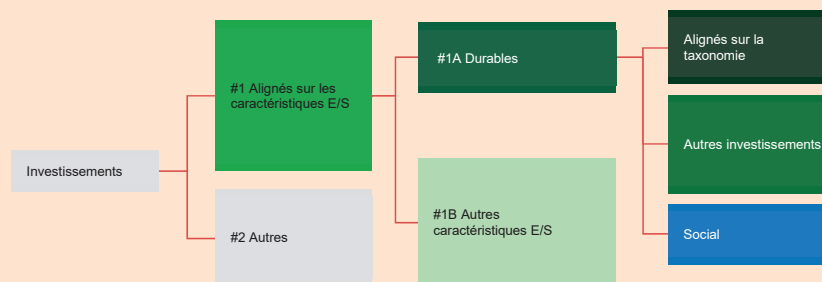 Investissements
#1 Alignés sur les
caractéristiques E/S
#2 Autres
#1A Durables
#1B Autres
caractéristiques E/S
Alignés sur la
taxonomie
Autres investissements
Social